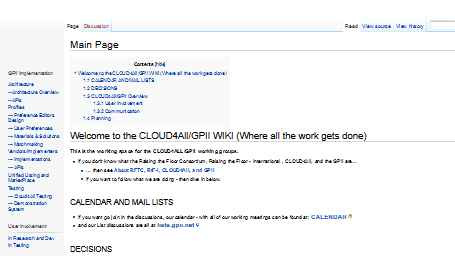 Page Discussion Read View source View history
Main Page
Contents [hide]
1 Welcome to the CLOUD4All/GPII WIKI (Where all the work gets done)
1.1 CALENDAR AND MAIL LISTS
1.2 DECISIONS
1.3 CLOUD4All/GPII Overview
1.3.1 User Involvement
1.3.2 Communication
1.4 Planning
GPII Implementation
Architecture
--Architecture Overview
--APIs
Profiles
-- Preference Editors
Design
-- User Preferences
-- Materials & Solutions
-- Matchmaking
Vendors/Implementers
-- Implementations
-- APIs
Unified Listing and
MarketPlace
Testing
-- Cloud4all Testing
-- Demonstration
System
User Involvement
In Research and Dev
In Testing
Welcome to the CLOUD4All/GPII WIKI (Where all the work gets done)
This is the working space for the CLOUD4ALL GPII working groups.
If you don't know what the Raising the Floor Consortium, Raising the Floor - International, CLOUD4All, and the GPII are...
... then see About RFTC, RtF-I, CLOUD4All, and GPII
If you want to follow what we are doing - then dive in below.
CALENDAR AND MAIL LISTS
If you want go join in the discussions, our calendar - with all of our working meetings can be found at: CALENDAR
and our List discussions are all at lists.gpii.net
DECISIONS